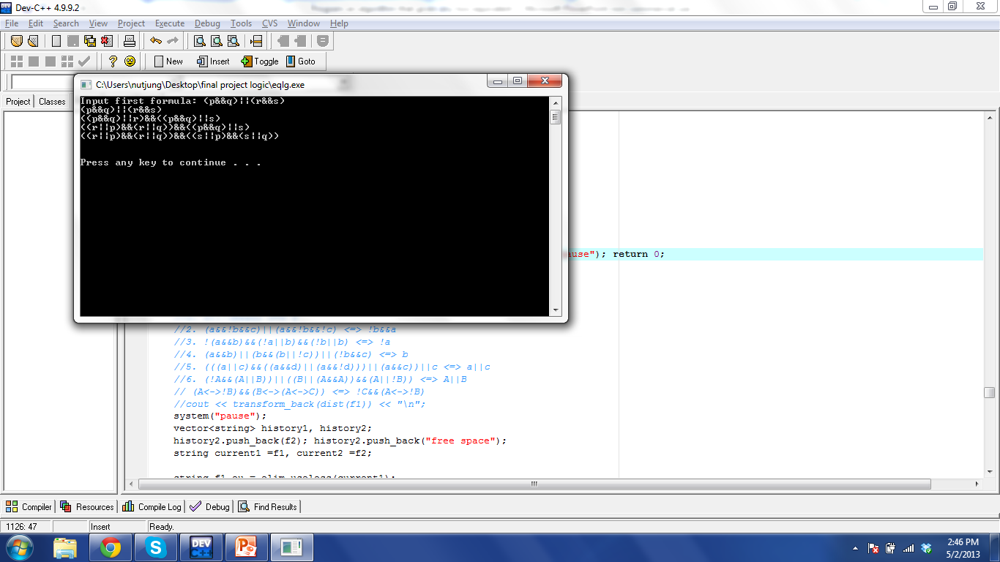 Dev-C++ 4.9.9.2
File Edit Search View Project Execute Debug Tools CVS Window Help
New Insert Toggle Goto
C:\Users\nutjung\Desktop\final project logic\eqlg.exe
Project Classes
Input first formula: (p&&q)||(r&&s)
(p&&q)||(r&&s)
((p&&q)||r)&&((p&&q)||s)
((r||p)&&(r||q))&&((p&&q)||s)
((r||p)&&(r||q))&&((s||p)&&(s||q))
Press any key to continue . . .
ause"); return 0;
//2. (a&&!b&&c)||(a&&!b&&!c) <=> !b&&a
//3. !(a&&b)&&(!a||b)&&(!b||b) <=> !a
//4. (a&&b)||(b&&(b||!c))||(!b&&c) <=> b
//5. (((a||c)&&((a&&d)||(a&&!d)))||(a&&c))||c <=> a||c
//6. (!A&&(A||B))||((B||(A&&A))&&(A||!B)) <=> A||B
// (A<->!B)&&(B<->(A<->C)) <=> !C&&(A<->!B)
//cout << transform_back(dist(f1)) << "\n";
system("pause");
vector<string> history1, history2;
history2.push_back(f2); history2.push_back("free space");
string current1 =f1, current2 =f2;
Compiler Resources Compile Log Debug Find Results
1126: 47 Insert Ready.
DEV C++
2:46 PM
5/2/2013